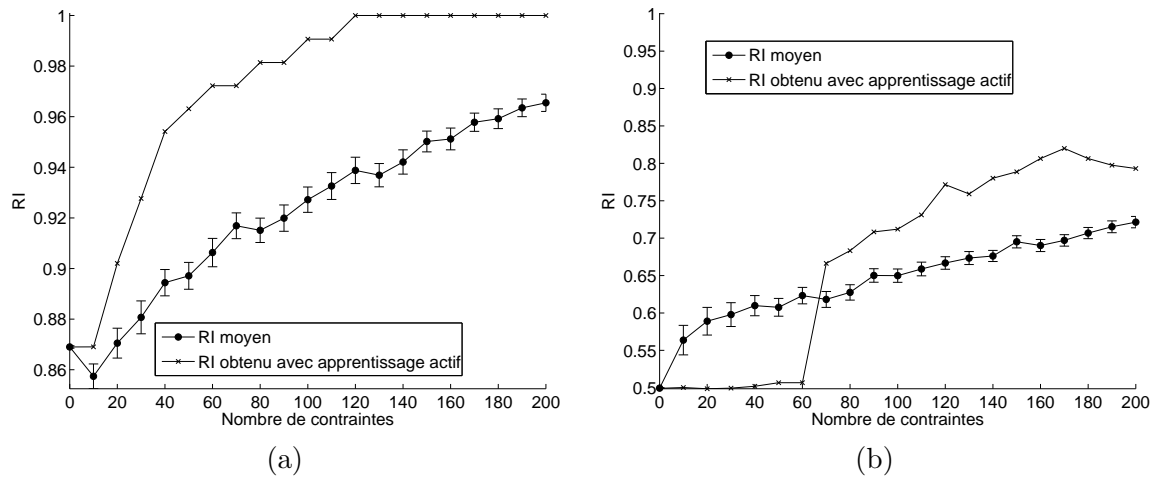 1
0.98
0.96
0.94
0.92
0.9
0.88
0.86
RI
0 20 40 60 80 100 120 140 160 180 200
Nombre de contraintes
RI moyen
RI obtenu avec apprentissage actif
(a)
1
0.95
0.9
0.85
0.8
0.75
0.7
0.65
0.6
0.55
0.5
RI
0 20 40 60 80 100 120 140 160 180 200
Nombre de contraintes
RI moyen
RI obtenu avec apprentissage actif
(b)